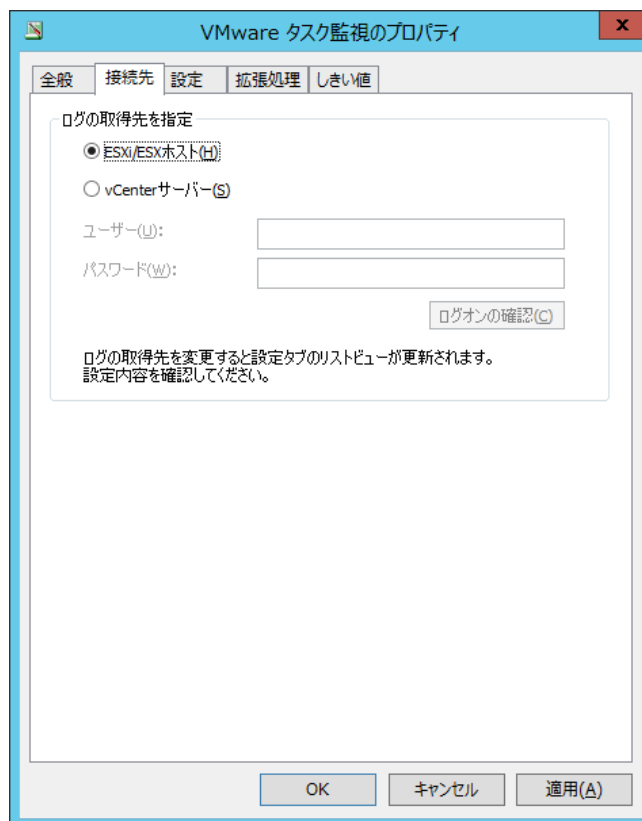 VMware タスク監視のプロパティ
x
全般 接続先 設定 拡張処理 しきい値
ログの取得先を指定
ESXi/ESXホスト(H)
vCenterサーバー(S)
ユーザー(U):
パスワード(W):
ログオンの確認(C)
ログの取得先を変更すると設定タブのリストビューが更新されます。
設定内容を確認してください。
OK キャンセル 適用(A)